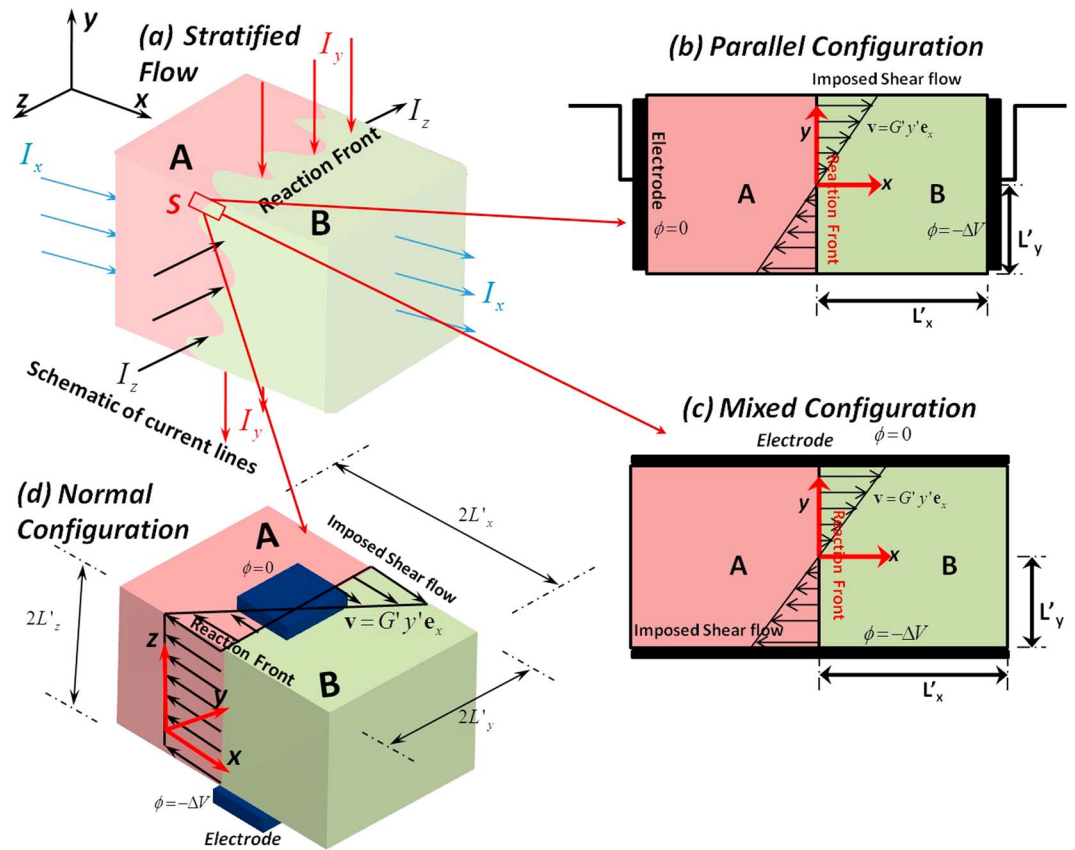 (a) Stratified
Flow
y
z
x
I_y
I_z
I_x
A
S
Reaction Front
B
I_x
I_z
I_y
Schematic of current lines
(b) Parallel Configuration
Imposed Shear flow
v=G'y'e_x
Electrode
y
x
A
B
Reaction Front
ϕ=0
ϕ=−ΔV
L'_y
L'_x
(c) Mixed Configuration
Electrode
ϕ=0
y
v=G'y'e_x
x
A
B
Reaction Front
Imposed Shear flow
ϕ=−ΔV
L'_y
L'_x
(d) Normal
Configuration
2L'_x
A
Imposed Shear flow
ϕ=0
v=G'y'e_x
2L'_z
z
Reaction Front
B
y
x
2L'_y
ϕ=−ΔV
Electrode